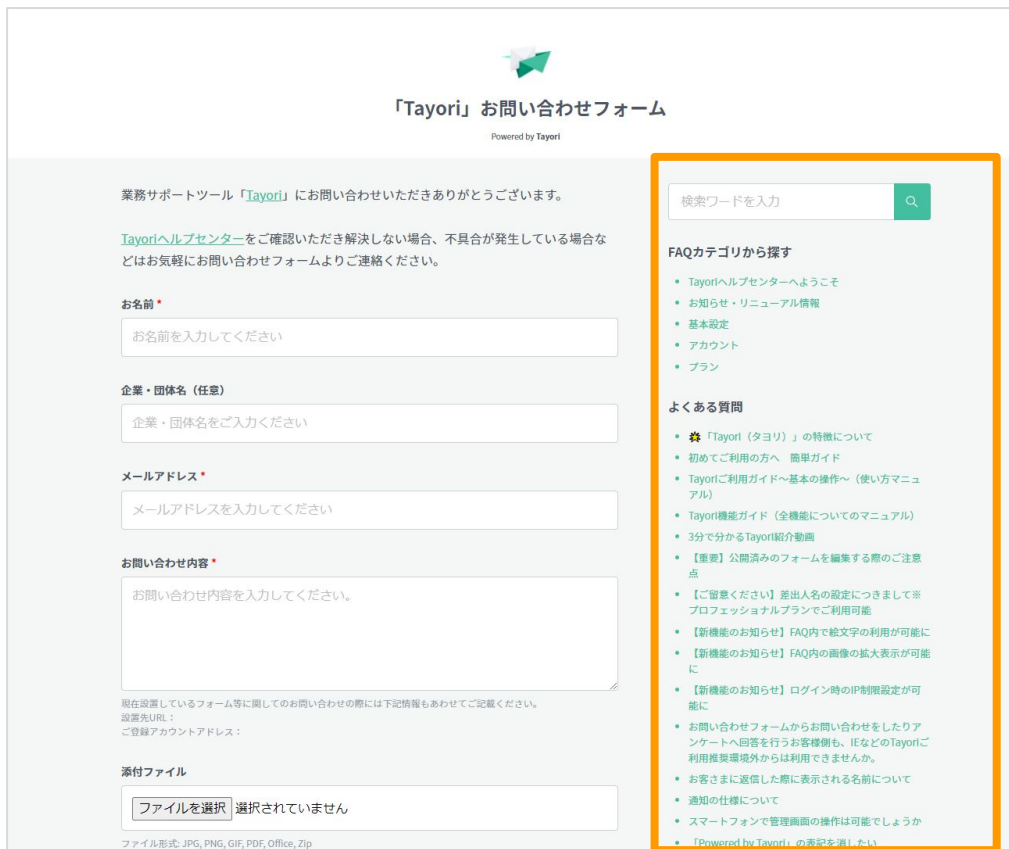 「Tayori」お問い合わせフォーム
Powered by Tayori
業務サポートツール「Tayori」にお問い合わせいただきありがとうございます。
Tayoriヘルプセンターをご確認いただき解決しない場合、不具合が発生している場合な
どはお気軽にお問い合わせフォームよりご連絡ください。
お名前 *
お名前を入力してください
企業・団体名（任意）
企業・団体名をご入力ください
メールアドレス *
メールアドレスを入力してください
お問い合わせ内容 *
お問い合わせ内容を入力してください。
現在設置しているフォーム等に関してのお問い合わせの際には下記情報もあわせてご記載ください。
設置先URL：
ご登録アカウントアドレス：
添付ファイル
ファイルを選択 選択されていません
ファイル形式: JPG, PNG, GIF, PDF, Office, Zip
検索ワードを入力
FAQカテゴリから探す
• Tayoriヘルプセンターへようこそ
• お知らせ・リニューアル情報
• 基本設定
• アカウント
• プラン
よくある質問
• 「Tayori（タヨリ）」の特徴について
• 初めてご利用の方へ　簡単ガイド
• Tayoriご利用ガイド～基本の操作～（使い方マニュ
アル）
• Tayori機能ガイド（全機能についてのマニュアル）
• 3分で分かるTayori紹介動画
• 【重要】公開済みのフォームを編集する際のご注意
点
• 【ご留意ください】差出人名の設定につきまして※
プロフェッショナルプランでご利用可能
• 【新機能のお知らせ】FAQ内で絵文字の利用が可能に
• 【新機能のお知らせ】FAQ内の画像の拡大表示が可能
に
• 【新機能のお知らせ】ログイン時のIP制限設定が可
能に
• お問い合わせフォームからお問い合わせをしたりア
ンケートへ回答を行うお客様側も、IEなどのTayoriご
利用推奨環境外からは利用できませんか。
• お客さまに返信した際に表示される名前について
• 通知の仕様について
• スマートフォンで管理画面の操作は可能でしょうか
• 「Powered by Tayori」の表記を消したい